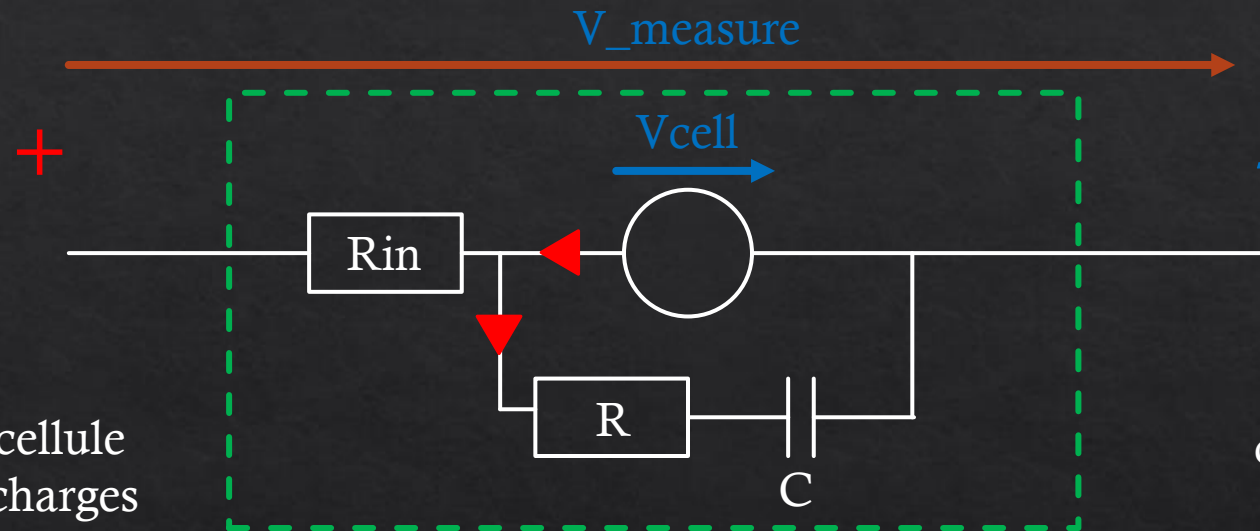 V_measure
+
Vcell
Rin
R
C
cellule
charges